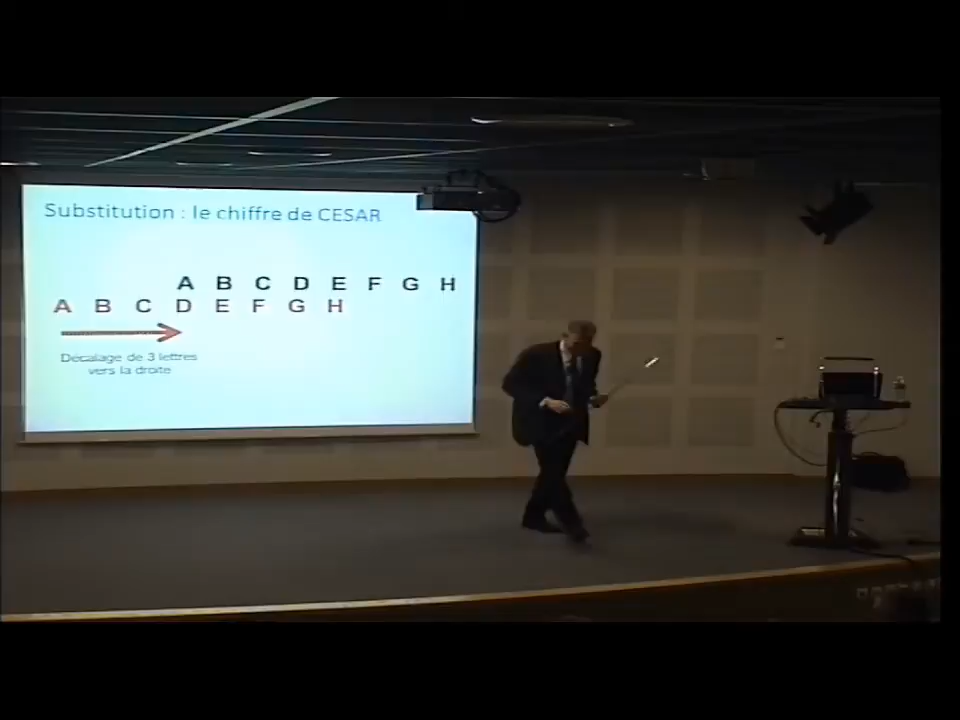 Substitution : le chiffre de CESAR
A B C D E F G H
A B C D E F G H
Décalage de 3 lettres
vers la droite